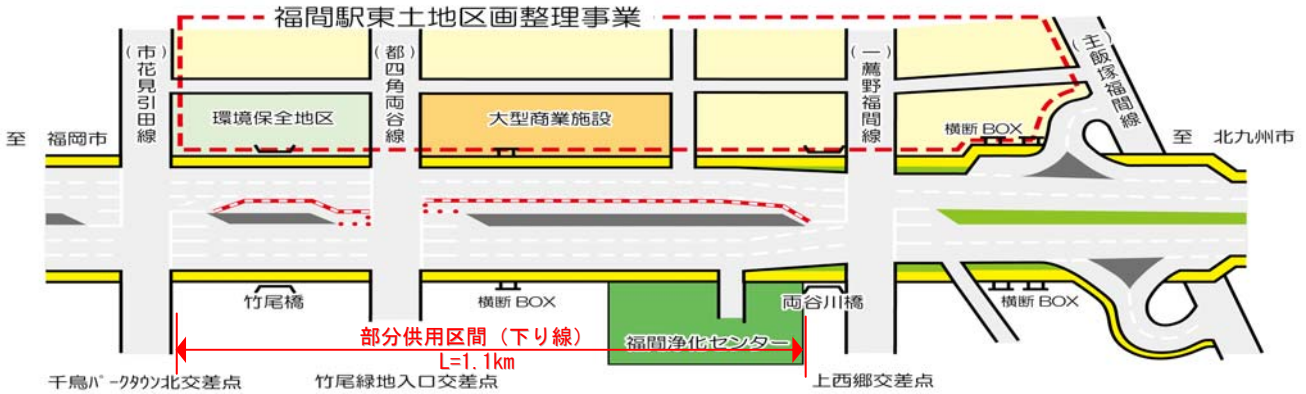 福間駅東土地区画整理事業
(市)花見引田線
(都)四角両谷線
(一)薦野福間線
(主)飯塚福間線
環境保全地区
大型商業施設
横断BOX
至 福岡市
至 北九州市
竹尾橋
横断BOX
両谷川橋
横断BOX
部分供用区間（下り線）
L=1.1km
福間浄化センター
千鳥ﾊﾟｰｸﾀｳﾝ北交差点
竹尾緑地入口交差点
上西郷交差点